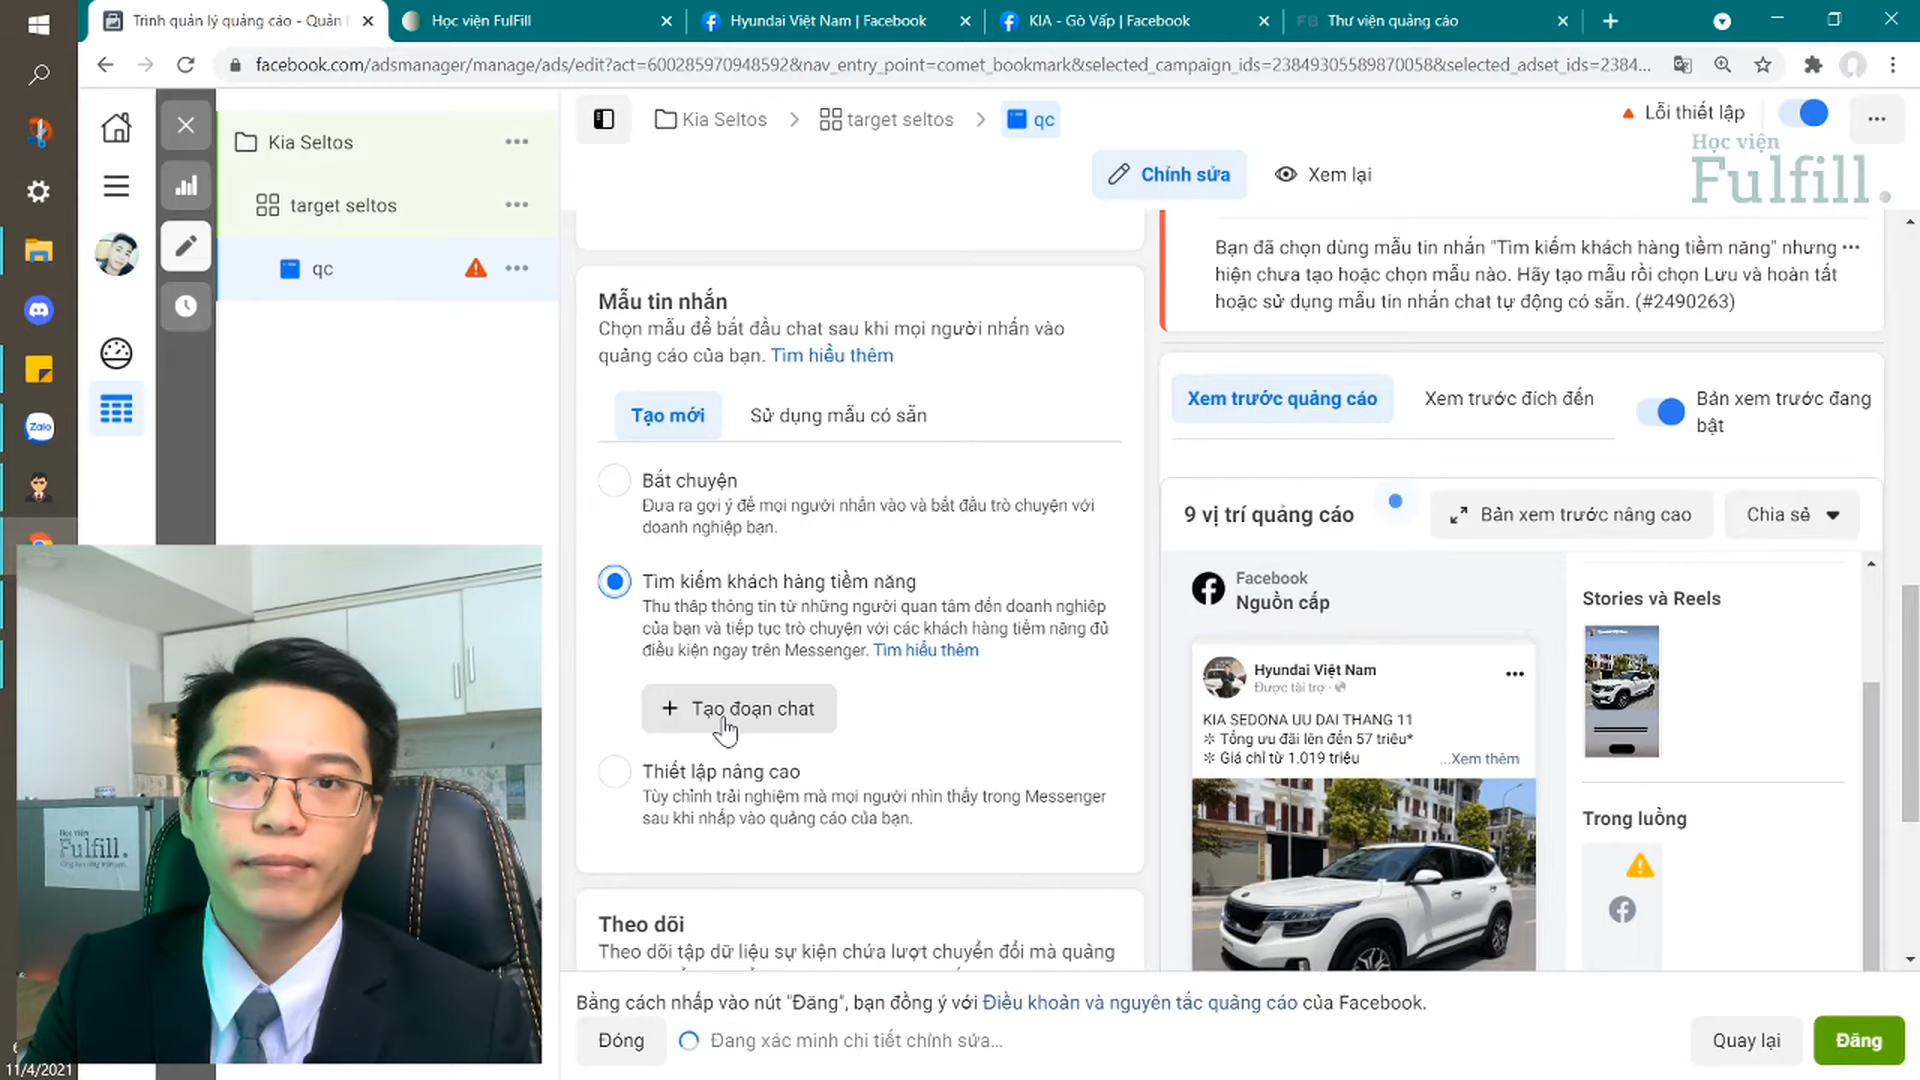 Trình quản lý quảng cáo - Quản l
Học viện FulFill
Hyundai Việt Nam | Facebook
KIA - Gò Vấp | Facebook
Thư viện quảng cáo
facebook.com/adsmanager/manage/ads/edit?act=600285970948592&nav_entry_point=comet_bookmark&selected_campaign_ids=23849305589870058&selected_adset_ids=2384...
Kia Seltos
target seltos
qc
Kia Seltos
target seltos
qc
Lỗi thiết lập
Chỉnh sửa
Xem lại
Học viện
Fulfill.
Bạn đã chọn dùng mẫu tin nhắn "Tìm kiếm khách hàng tiềm năng" nhưng
hiện chưa tạo hoặc chọn mẫu nào. Hãy tạo mẫu rồi chọn Lưu và hoàn tất
hoặc sử dụng mẫu tin nhắn chat tự động có sẵn. (#2490263)
Mẫu tin nhắn
Chọn mẫu để bắt đầu chat sau khi mọi người nhấn vào
quảng cáo của bạn. Tìm hiểu thêm
Tạo mới
Sử dụng mẫu có sẵn
Bắt chuyện
Đưa ra gợi ý để mọi người nhấn vào và bắt đầu trò chuyện với
doanh nghiệp bạn.
Tìm kiếm khách hàng tiềm năng
Thu thập thông tin từ những người quan tâm đến doanh nghiệp
của bạn và tiếp tục trò chuyện với các khách hàng tiềm năng đủ
điều kiện ngay trên Messenger. Tìm hiểu thêm
+ Tạo đoạn chat
Thiết lập nâng cao
Tùy chỉnh trải nghiệm mà mọi người nhìn thấy trong Messenger
sau khi nhấp vào quảng cáo của bạn.
Theo dõi
Theo dõi tập dữ liệu sự kiện chứa lượt chuyển đổi mà quảng
Xem trước quảng cáo
Xem trước đích đến
Bản xem trước đang
bật
9 vị trí quảng cáo
Bản xem trước nâng cao
Chia sẻ
Facebook
Nguồn cấp
Hyundai Việt Nam
Được tài trợ ·
KIA SEDONA UU DAI THANG 11
※ Tổng ưu đãi lên đến 57 triệu*
※ Giá chỉ từ 1.019 triệu
...Xem thêm
Stories và Reels
Trong luồng
Zalo
Học viện
Fulfill.
Bằng cách nhấp vào nút "Đăng", bạn đồng ý với Điều khoản và nguyên tắc quảng cáo của Facebook.
Đóng
Đang xác minh chi tiết chỉnh sửa...
Quay lại
Đăng
11/4/2021